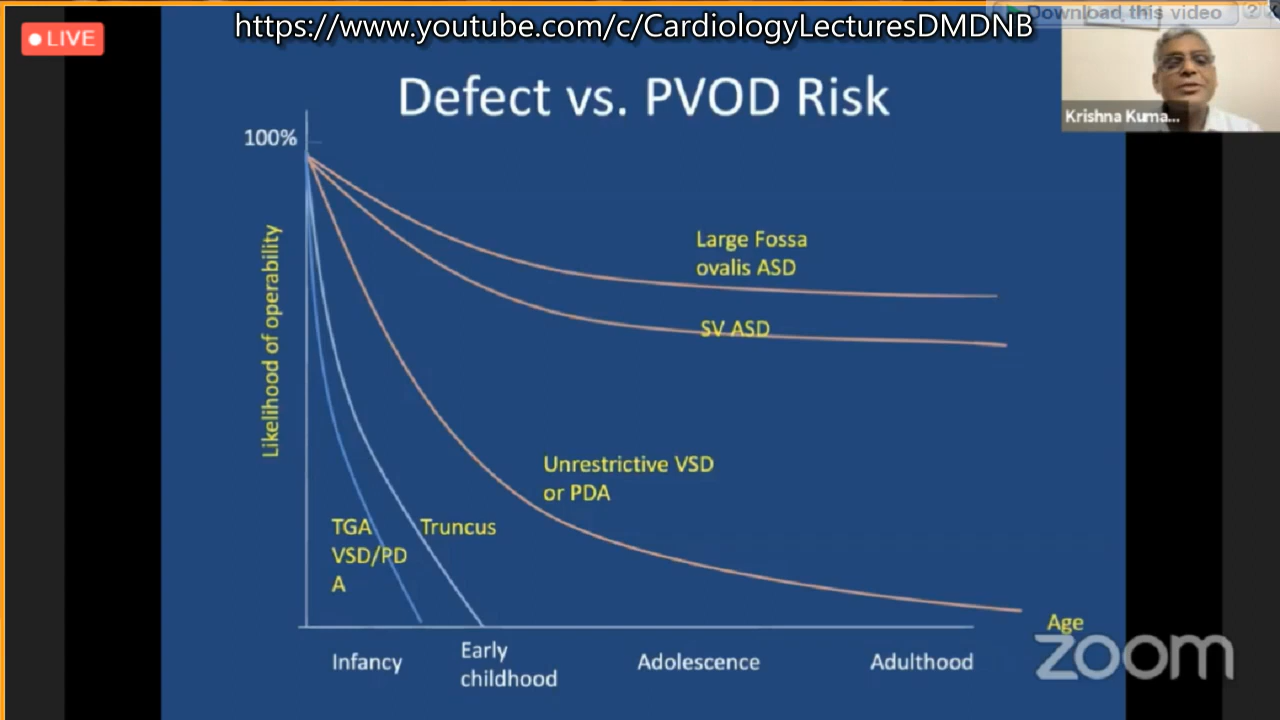 https://www.youtube.com/c/CardiologyLecturesDMDNB
Download this video
LIVE
Krishna Kuma...
Defect vs. PVOD Risk
100%
Likelihood of operability
Large Fossa
ovalis ASD
SV ASD
Unrestrictive VSD
or PDA
TGA
VSD/PD
A
Truncus
Age
Infancy
Early
childhood
Adolescence
Adulthood
zoom